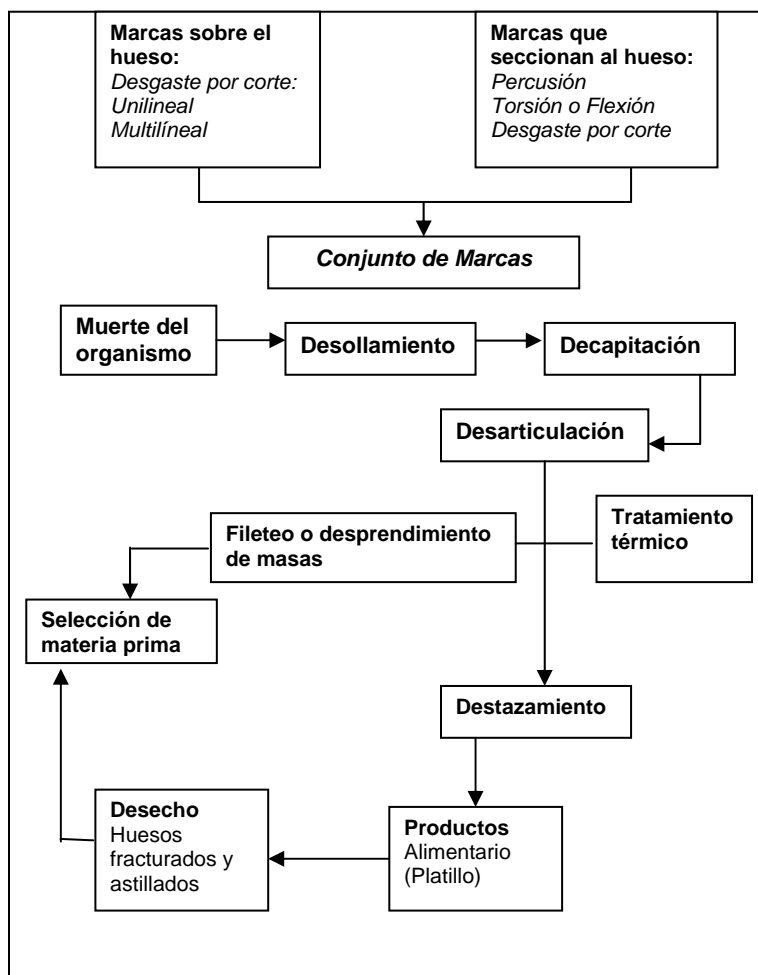 Marcas sobre el
hueso:
Desgaste por corte:
Unilineal
Multilíneal
Marcas que
seccionan al hueso:
Percusión
Torsión o Flexión
Desgaste por corte
Conjunto de Marcas
Muerte del
organismo
Desollamiento
Decapitación
Desarticulación
Fileteo o desprendimiento
de masas
Tratamiento
térmico
Selección de
materia prima
Destazamiento
Desecho
Huesos
fracturados y
astillados
Productos
Alimentario
(Platillo)